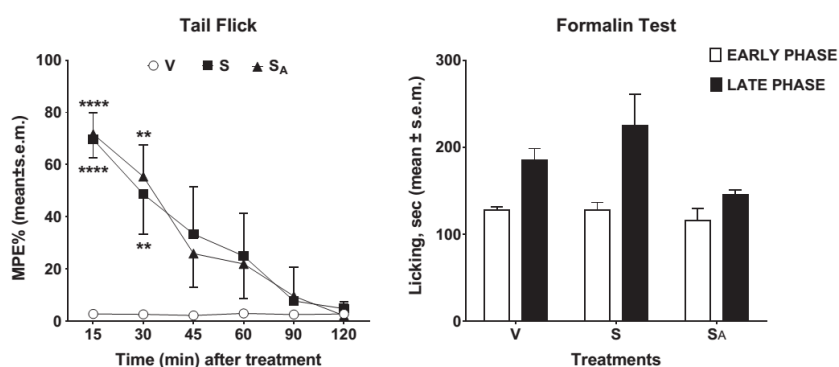 Tail Flick
100
80
60
40
20
0
MPE% (mean±s.e.m.)
V S SA
****
****
**
**
15 30 45 60 90 120
Time (min) after treatment
Formalin Test
300
200
100
0
Licking, sec (mean ± s.e.m.)
EARLY PHASE
LATE PHASE
V S SA
Treatments